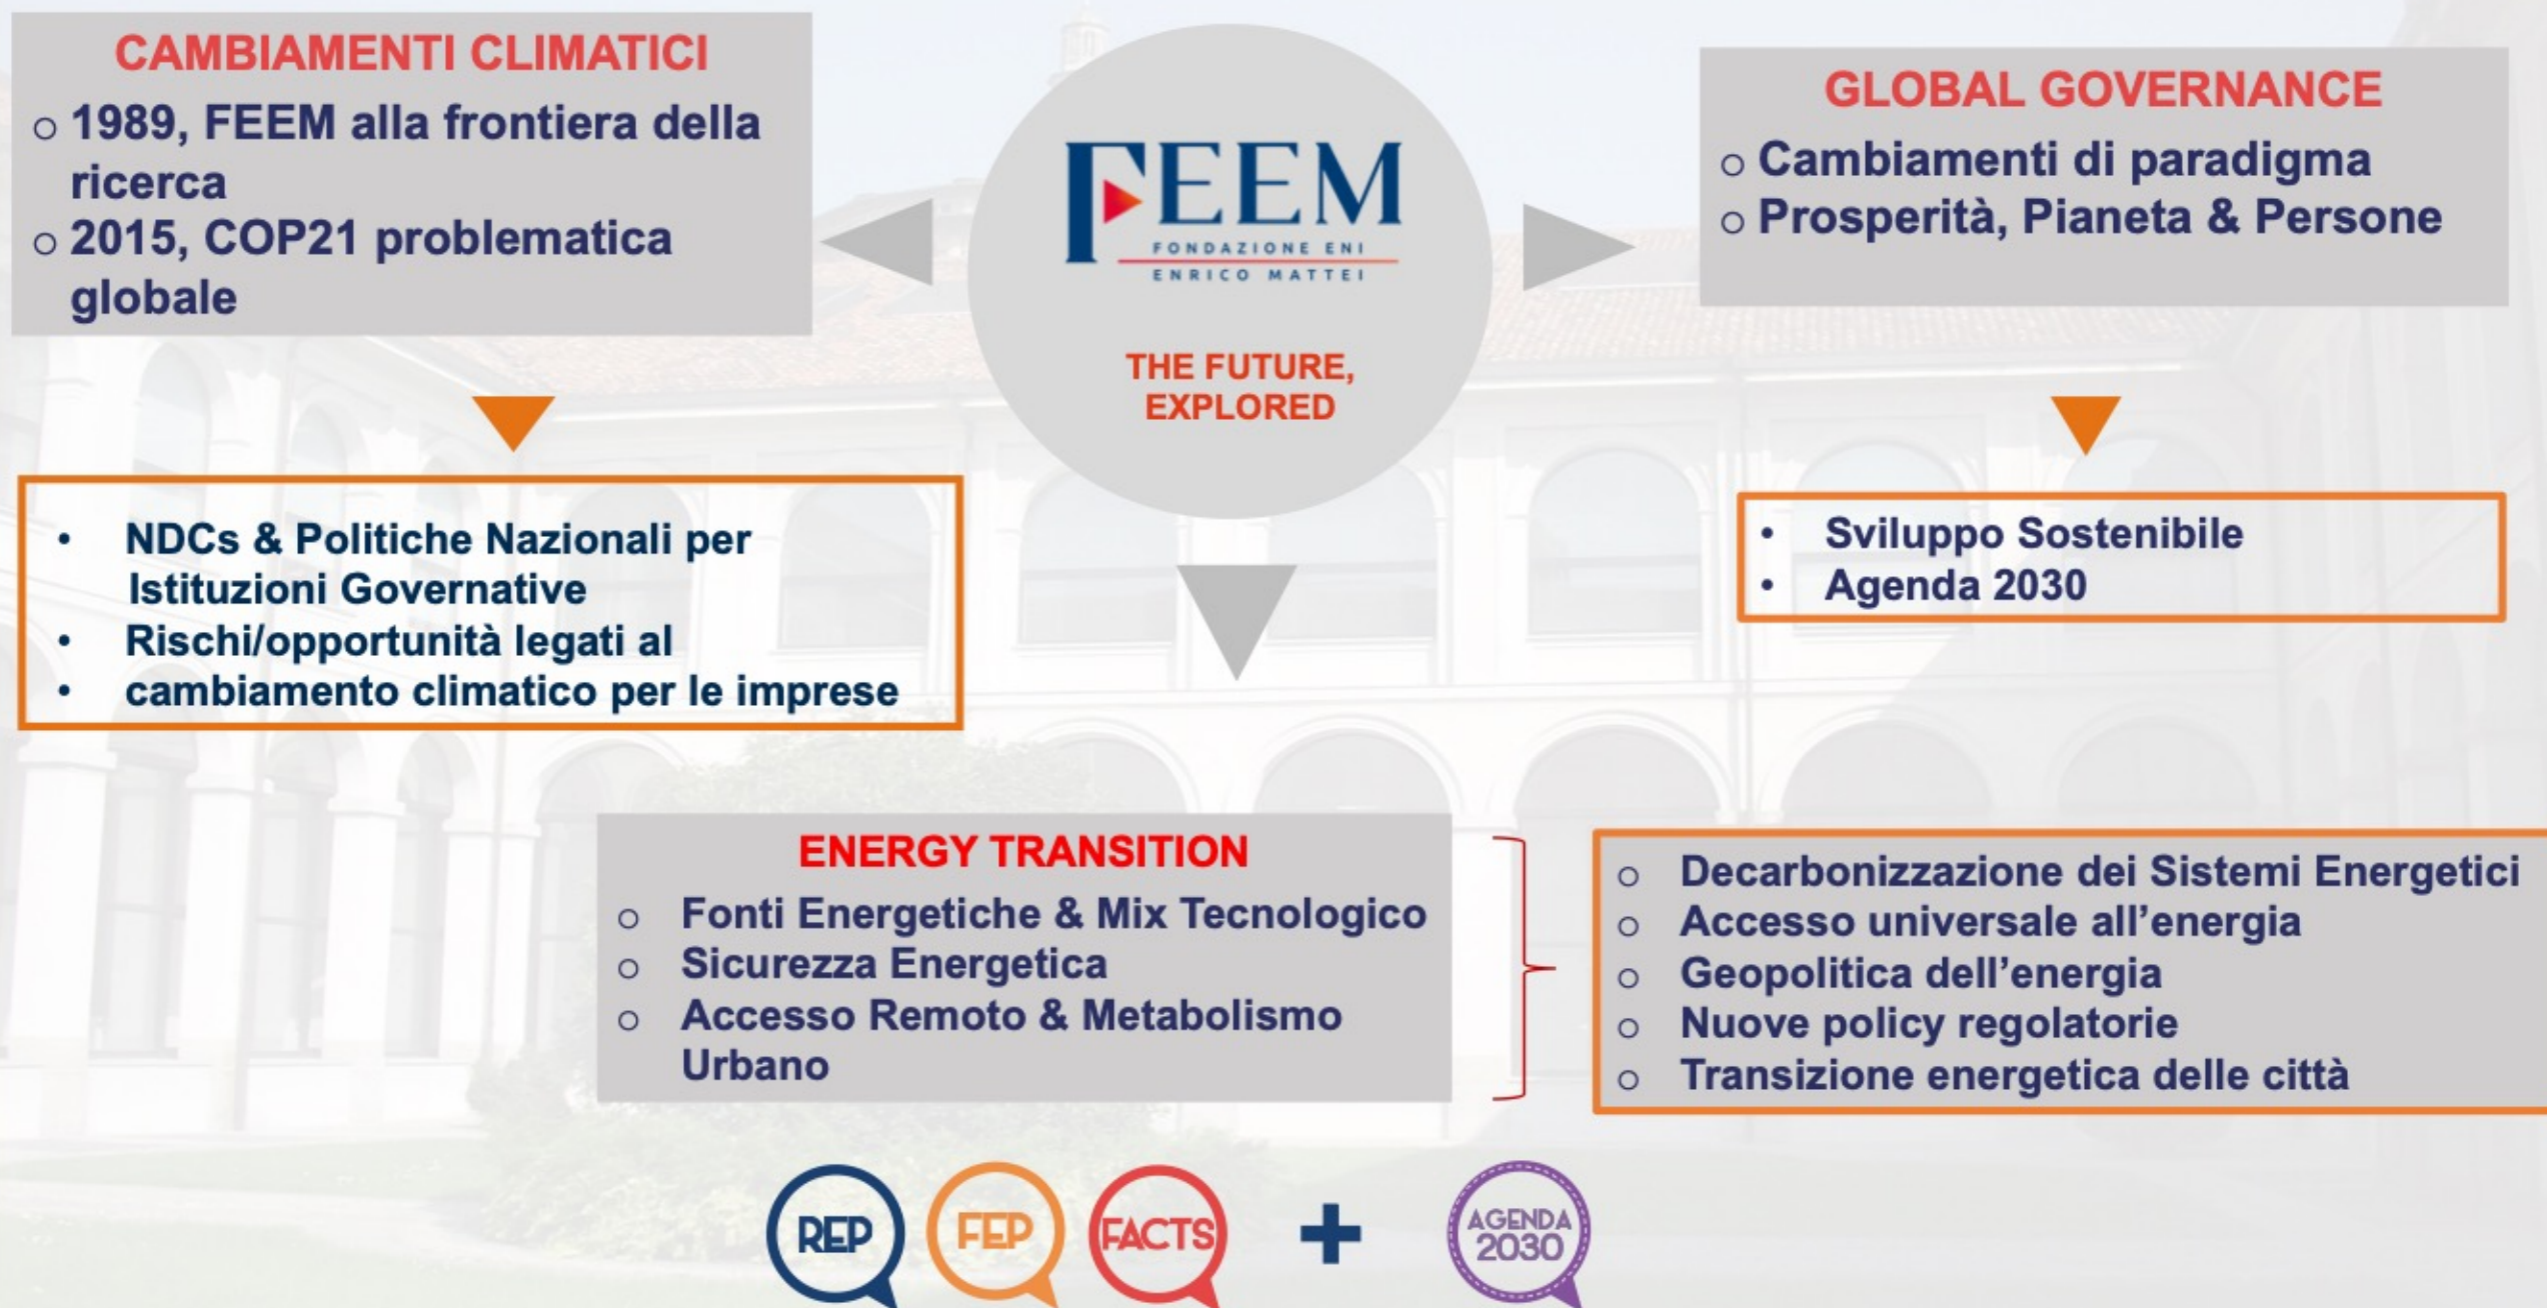 CAMBIAMENTI CLIMATICI
○ 1989, FEEM alla frontiera della
ricerca
○ 2015, COP21 problematica
globale
FEEM
FONDAZIONE ENI
ENRICO MATTEI
THE FUTURE,
EXPLORED
GLOBAL GOVERNANCE
○ Cambiamenti di paradigma
○ Prosperità, Pianeta & Persone
• NDCs & Politiche Nazionali per
Istituzioni Governative
• Rischi/opportunità legati al
• cambiamento climatico per le imprese
• Sviluppo Sostenibile
• Agenda 2030
ENERGY TRANSITION
○ Fonti Energetiche & Mix Tecnologico
○ Sicurezza Energetica
○ Accesso Remoto & Metabolismo
Urbano
○ Decarbonizzazione dei Sistemi Energetici
○ Accesso universale all’energia
○ Geopolitica dell’energia
○ Nuove policy regolatorie
○ Transizione energetica delle città
REP
FEP
FACTS
+
AGENDA
2030